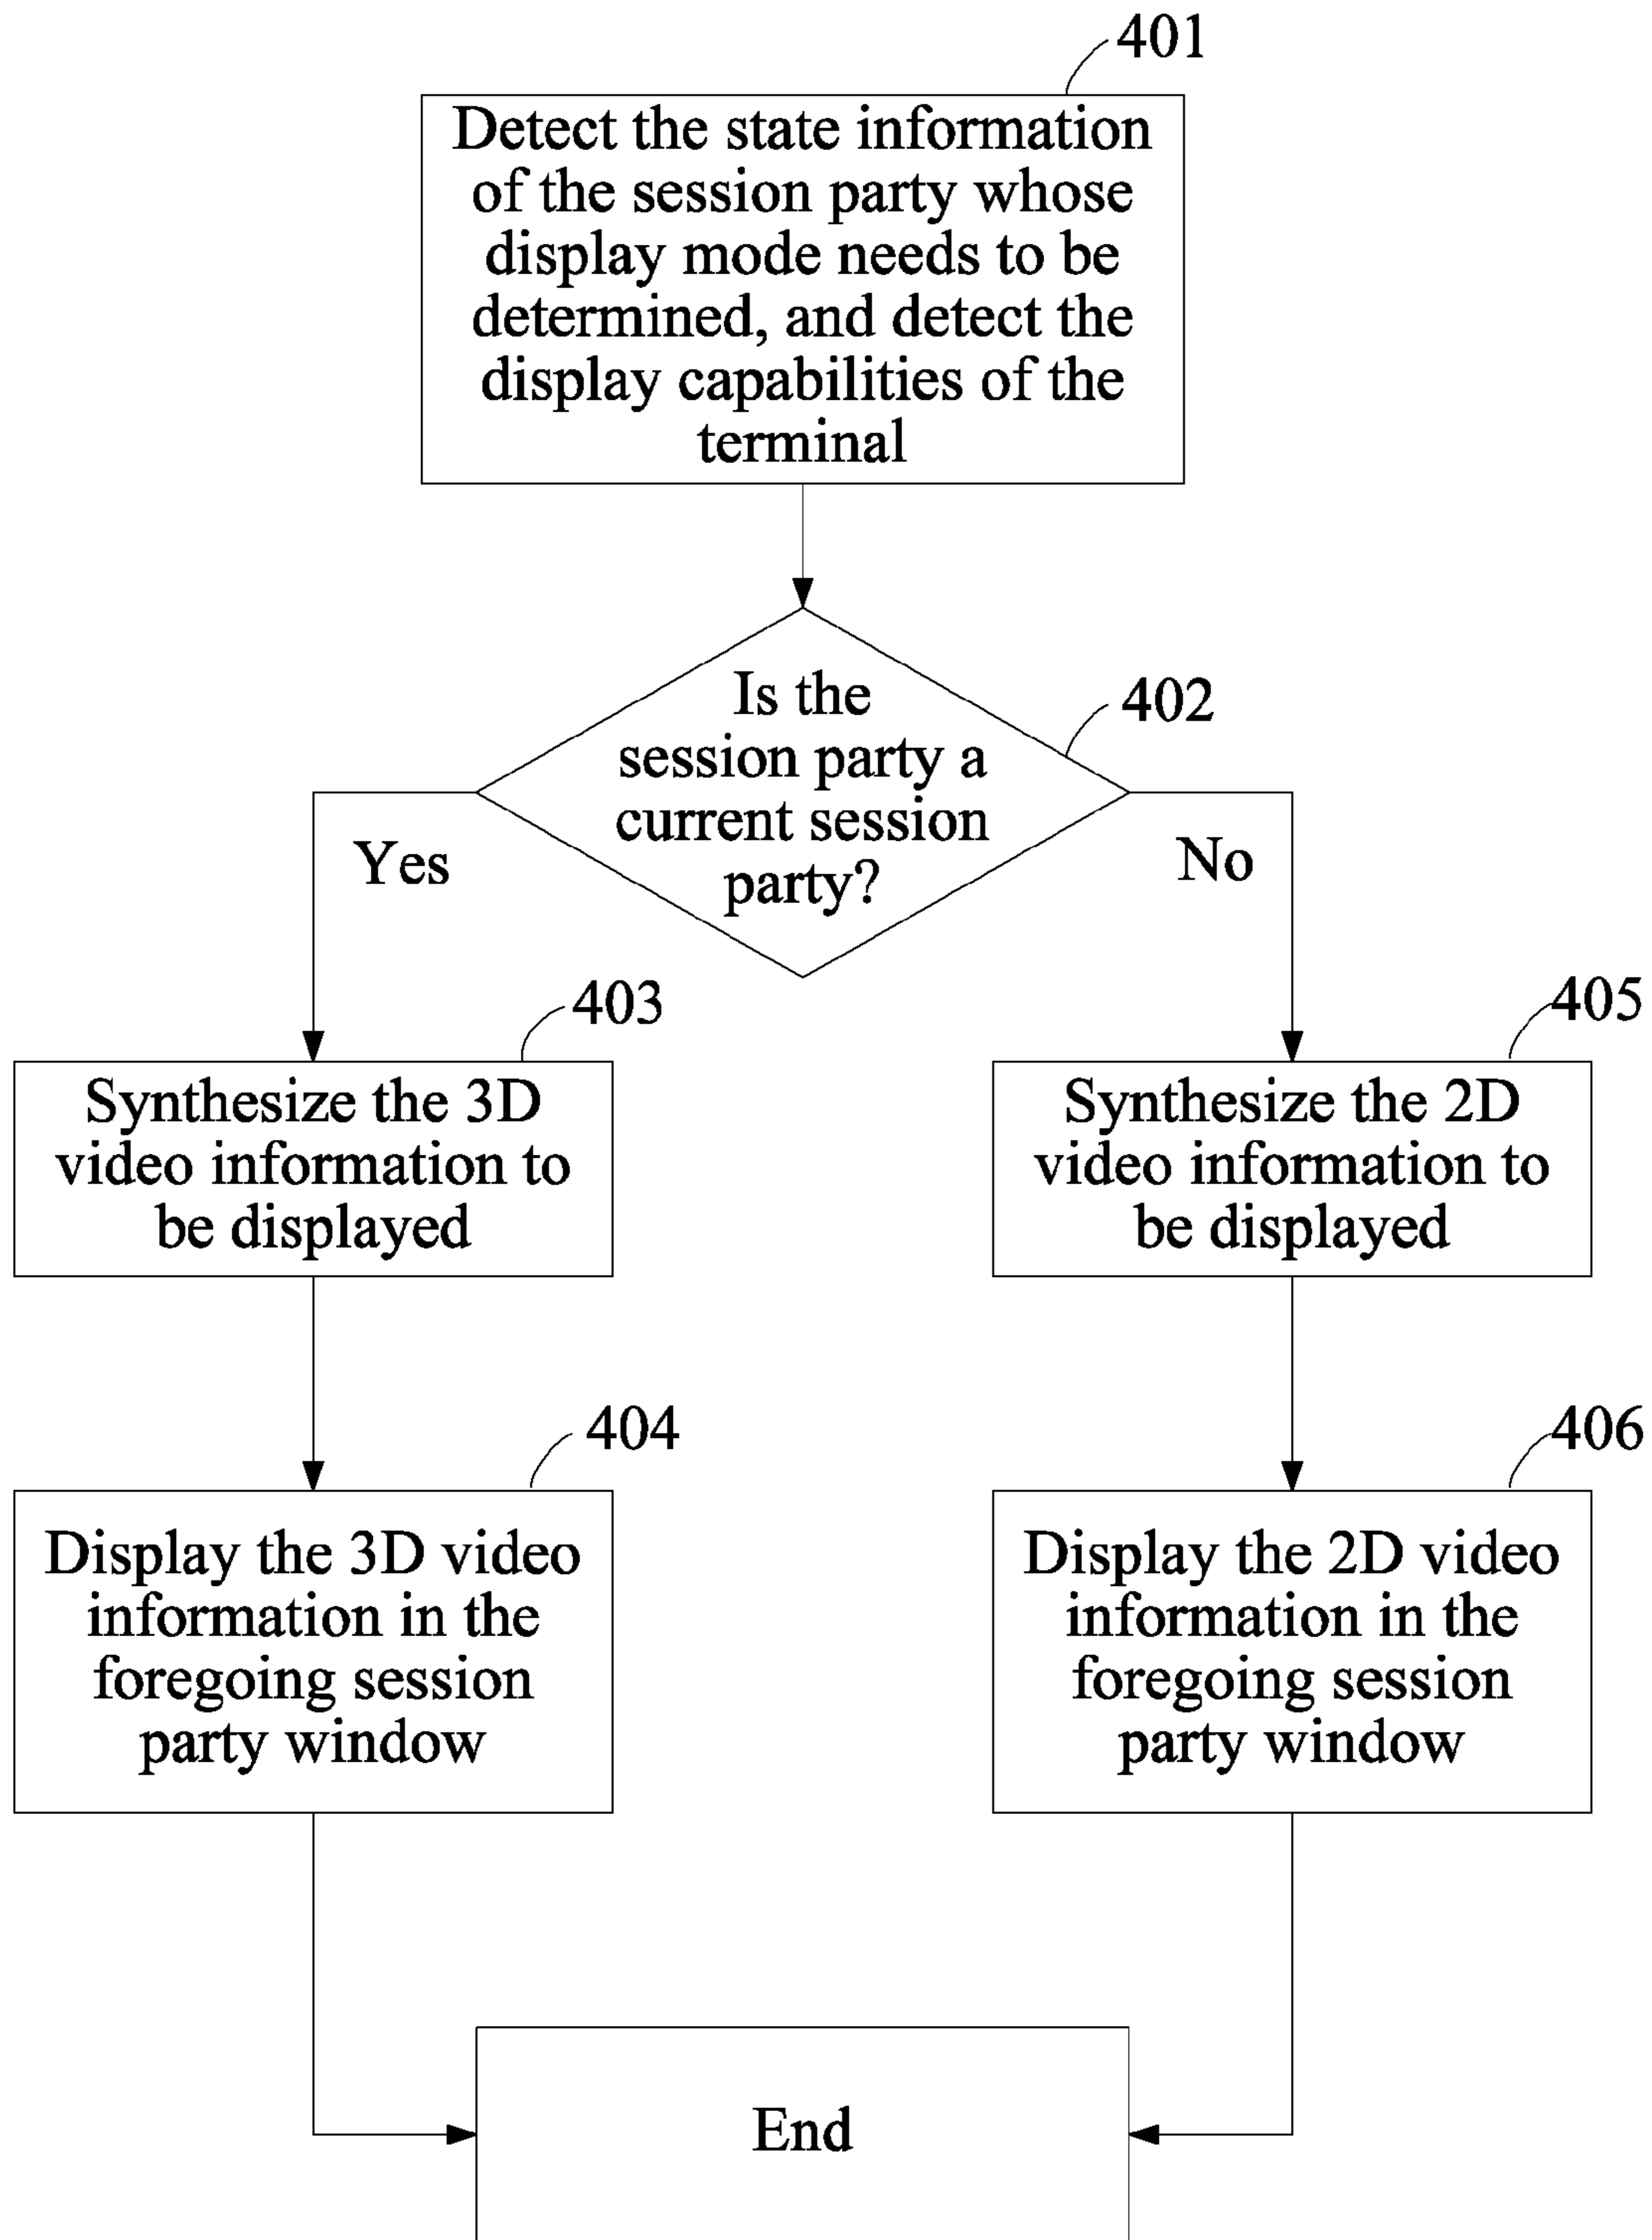 401
Detect the state information
of the session party whose
display mode needs to be
determined, and detect the
display capabilities of the
terminal
Is the
session party a
current session
party?
402
Yes
No
403
Synthesize the 3D
video information to
be displayed
405
Synthesize the 2D
video information to
be displayed
404
Display the 3D video
information in the
foregoing session
party window
406
Display the 2D video
information in the
foregoing session
party window
End